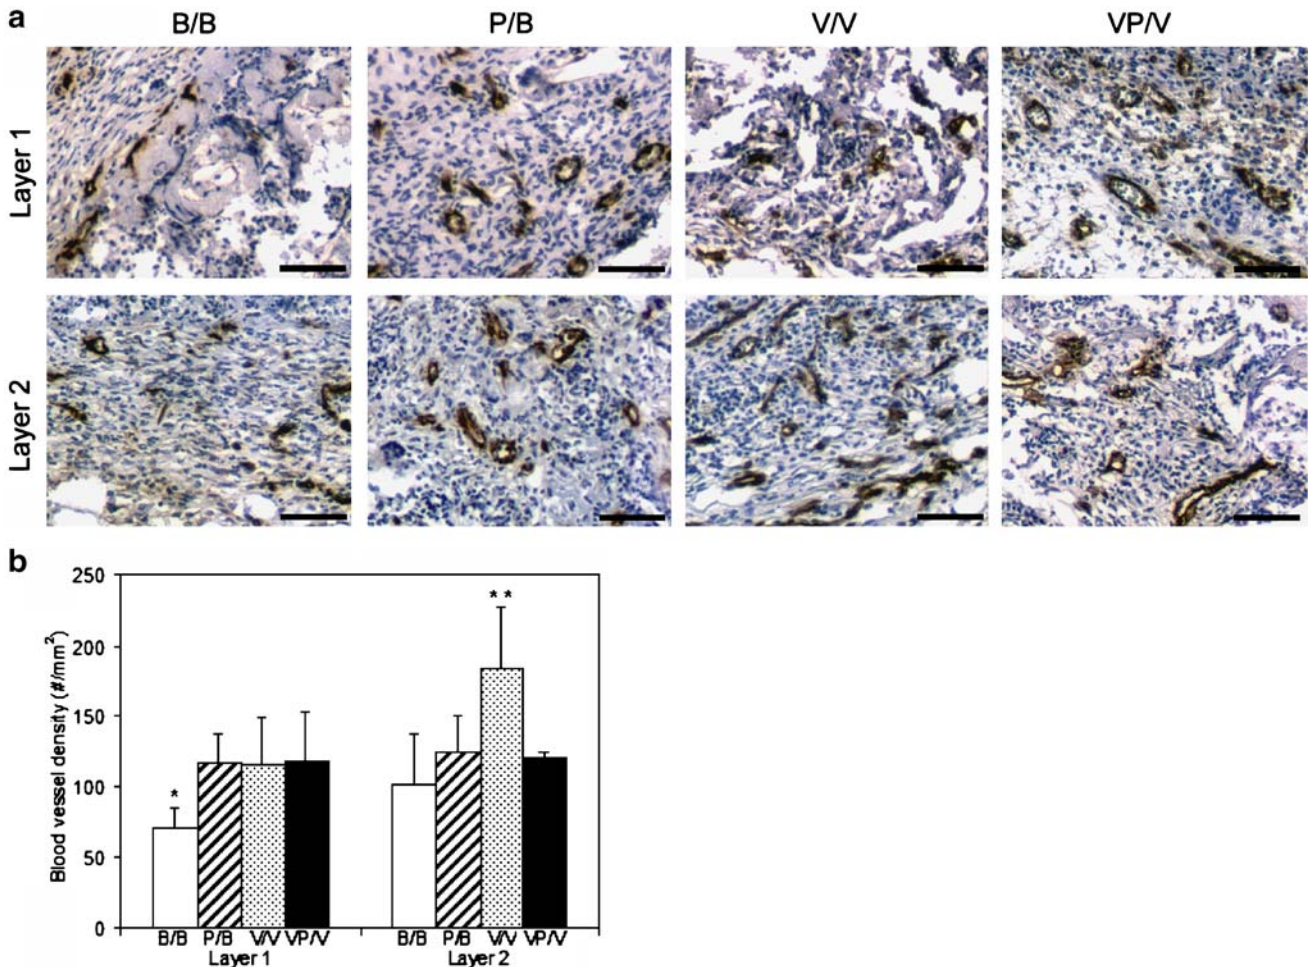 a
B/B P/B V/V VP/V
Layer 1
Layer 2
b
Blood vessel density (#/mm²)
250
200
150
100
50
0
*
**
B/B P/B V/V VP/V B/B P/B V/V VP/V
Layer 1 Layer 2